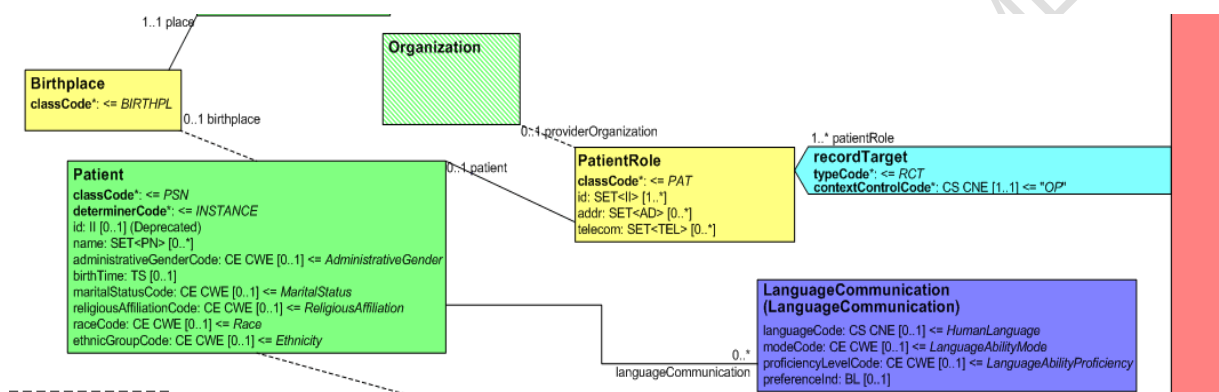 1..1 place
Organization
Birthplace
classCode*: <= BIRTHPL
0..1 birthplace
0..1 providerOrganization
1..* patientRole
recordTarget
typeCode*: <= RCT
contextControlCode*: CS CNE [1..1] <= "OP"
PatientRole
classCode*: <= PAT
id: SET<II> [1..*]
addr: SET<AD> [0..*]
telecom: SET<TEL> [0..*]
0..1 patient
Patient
classCode*: <= PSN
determinerCode*: <= INSTANCE
id: II [0..1] (Deprecated)
name: SET<PN> [0..*]
administrativeGenderCode: CE CWE [0..1] <= AdministrativeGender
birthTime: TS [0..1]
maritalStatusCode: CE CWE [0..1] <= MaritalStatus
religiousAffiliationCode: CE CWE [0..1] <= ReligiousAffiliation
raceCode: CE CWE [0..1] <= Race
ethnicGroupCode: CE CWE [0..1] <= Ethnicity
LanguageCommunication
(LanguageCommunication)
languageCode: CS CNE [0..1] <= HumanLanguage
modeCode: CE CWE [0..1] <= LanguageAbilityMode
proficiencyLevelCode: CE CWE [0..1] <= LanguageAbilityProficiency
preferenceInd: BL [0..1]
0..*
languageCommunication